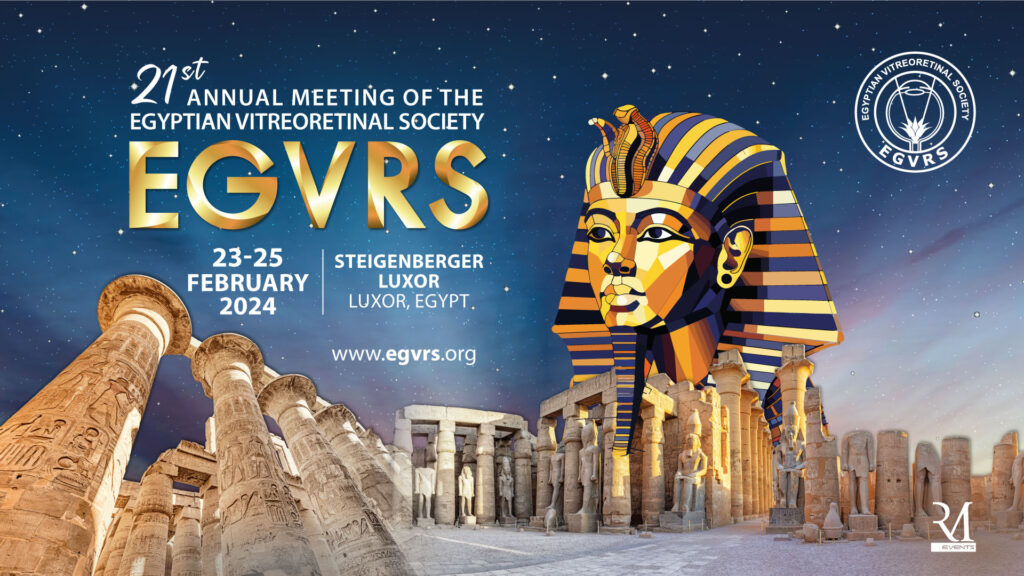 21st
ANNUAL MEETING OF THE
EGYPTIAN VITREORETINAL SOCIETY
EGVRS
23-25
FEBRUARY
2024
STEIGENBERGER
LUXOR
LUXOR, EGYPT.
www.egvrs.org
EGYPTIAN VITREORETINAL SOCIETY
EGVRS
RM
EVENTS